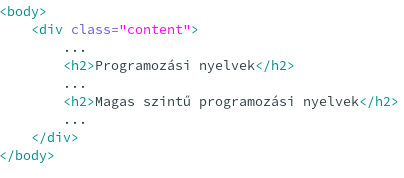 <body>
<div class="content">
...
<h2>Programozási nyelvek</h2>
...
<h2>Magas szintű programozási nyelvek</h2>
...
</div>
</body>